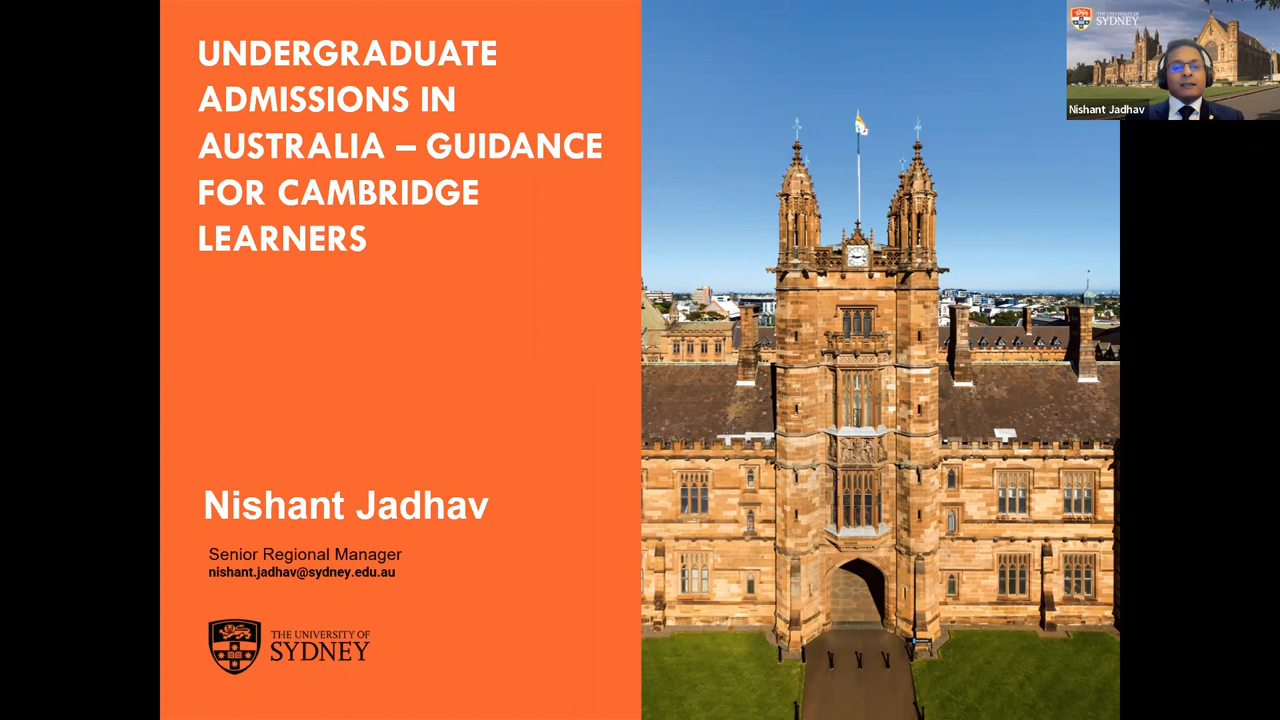 UNDERGRADUATE
ADMISSIONS IN
AUSTRALIA – GUIDANCE
FOR CAMBRIDGE
LEARNERS
Nishant Jadhav
Senior Regional Manager
nishant.jadhav@sydney.edu.au
THE UNIVERSITY OF
SYDNEY
THE UNIVERSITY OF
SYDNEY
Nishant Jadhav